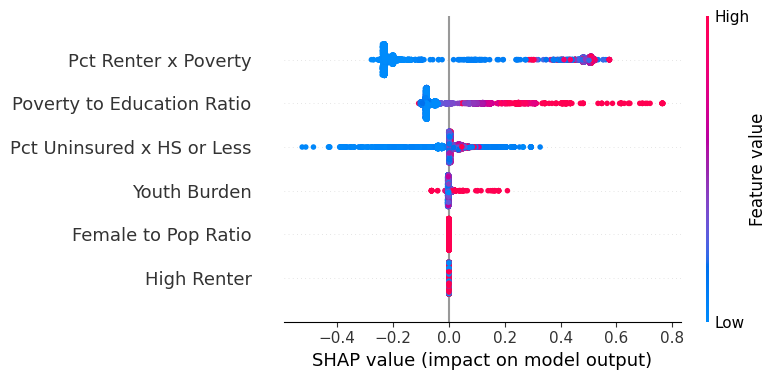 High
Pct Renter x Poverty
Poverty to Education Ratio
Pct Uninsured x HS or Less
Youth Burden
Female to Pop Ratio
High Renter
Feature value
Low
−0.4 −0.2 0.0 0.2 0.4 0.6 0.8
SHAP value (impact on model output)